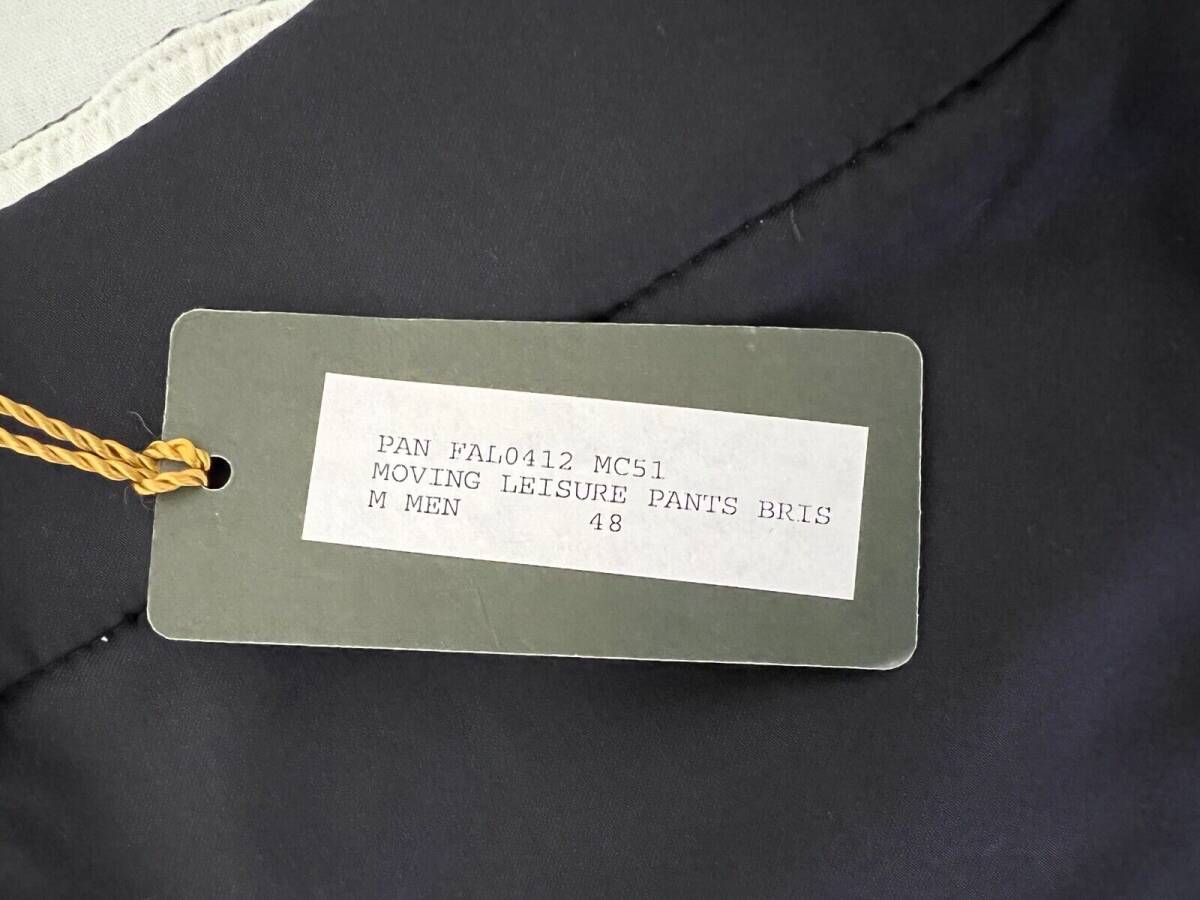 PAN FAL0412 MC51
MOVING LEISURE PANTS BRIS
M MEN 48